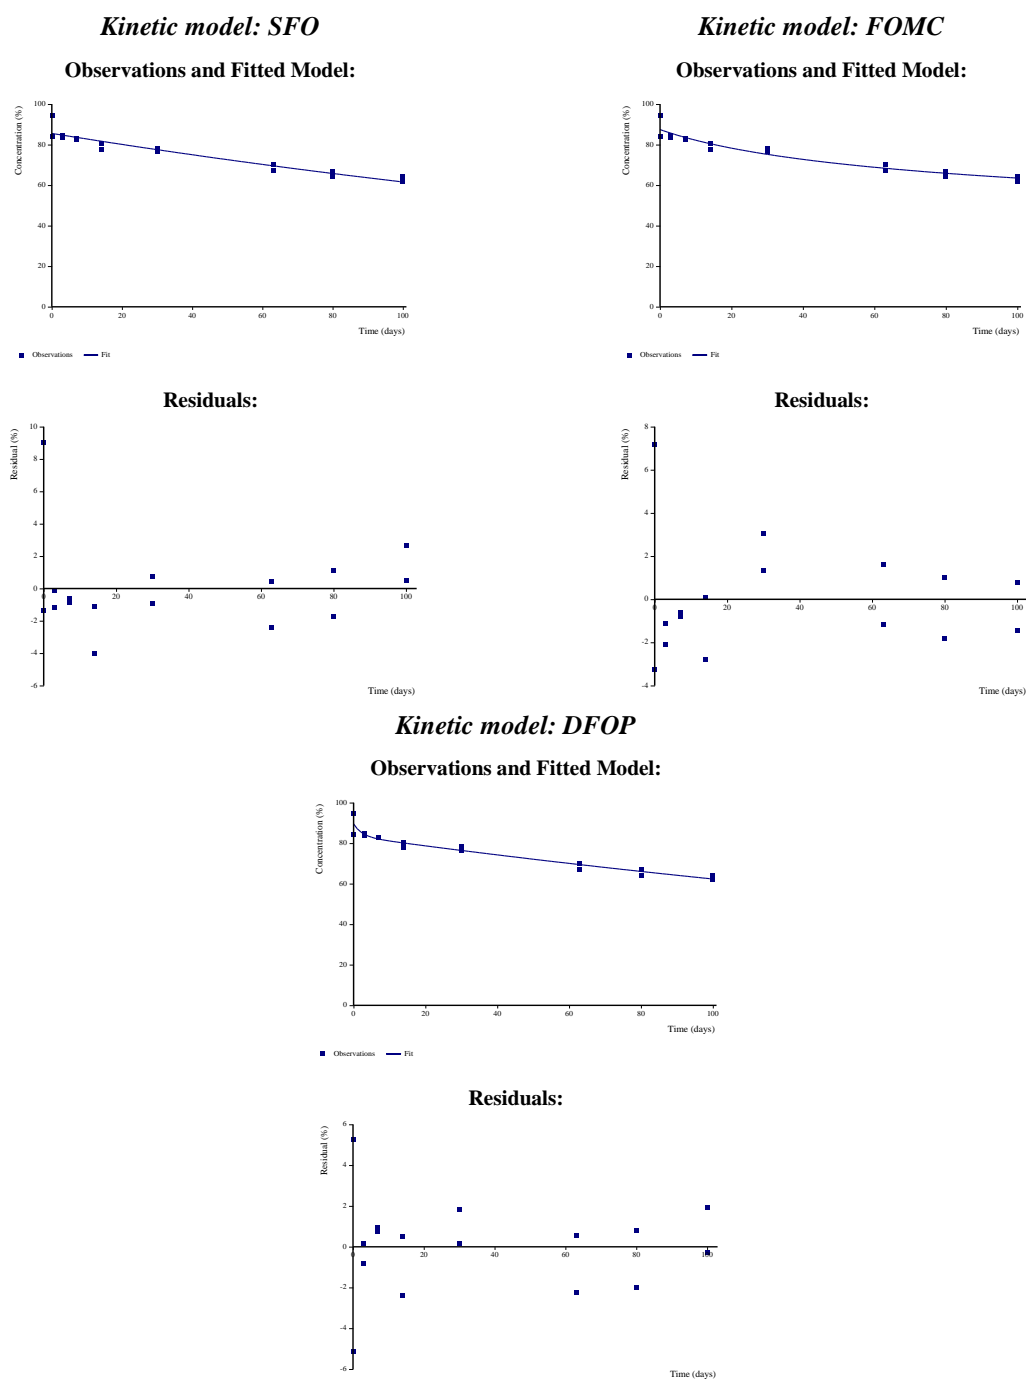 Kinetic model: SFO
Observations and Fitted Model:
Concentration (%)
100
80
60
40
20
0
0 20 40 60 80 100
Time (days)
Observations Fit
Residuals:
Residual (%)
10
8
6
4
2
0
-2
-4
-6
0 20 40 60 80 100
Time (days)
Kinetic model: FOMC
Observations and Fitted Model:
Concentration (%)
100
80
60
40
20
0
0 20 40 60 80 100
Time (days)
Observations Fit
Residuals:
Residual (%)
8
6
4
2
0
-2
-4
0 20 40 60 80 100
Time (days)
Kinetic model: DFOP
Observations and Fitted Model:
Concentration (%)
100
80
60
40
20
0
0 20 40 60 80 100
Time (days)
Observations Fit
Residuals:
Residual (%)
6
4
2
0
-2
-4
-6
0 20 40 60 80 100
Time (days)